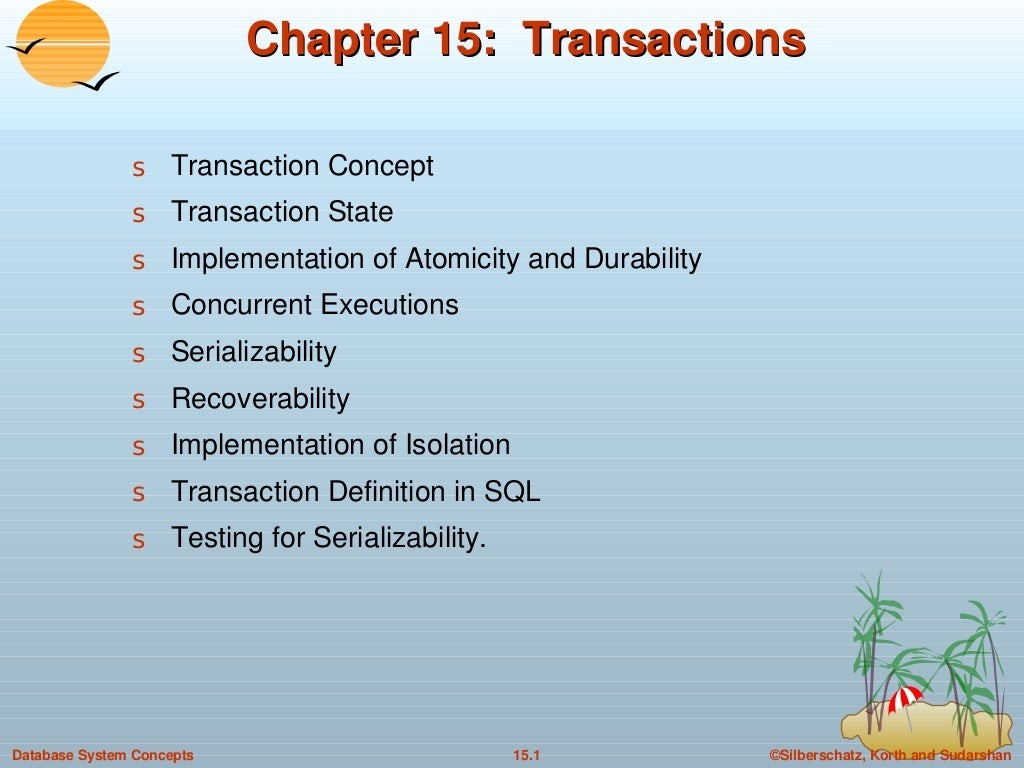 Chapter 15: Transactions
s Transaction Concept
s Transaction State
s Implementation of Atomicity and Durability
s Concurrent Executions
s Serializability
s Recoverability
s Implementation of Isolation
s Transaction Definition in SQL
s Testing for Serializability.
Database System Concepts 15.1 ©Silberschatz, Korth and Sudarshan